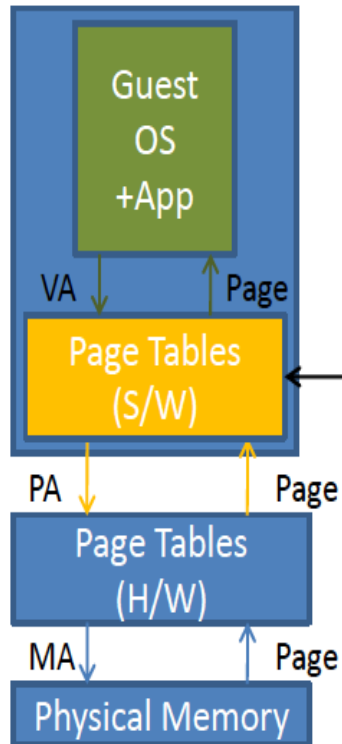 Guest
OS
+App
VA Page
Page Tables
(S/W)
PA Page
Page Tables
(H/W)
MA Page
Physical Memory